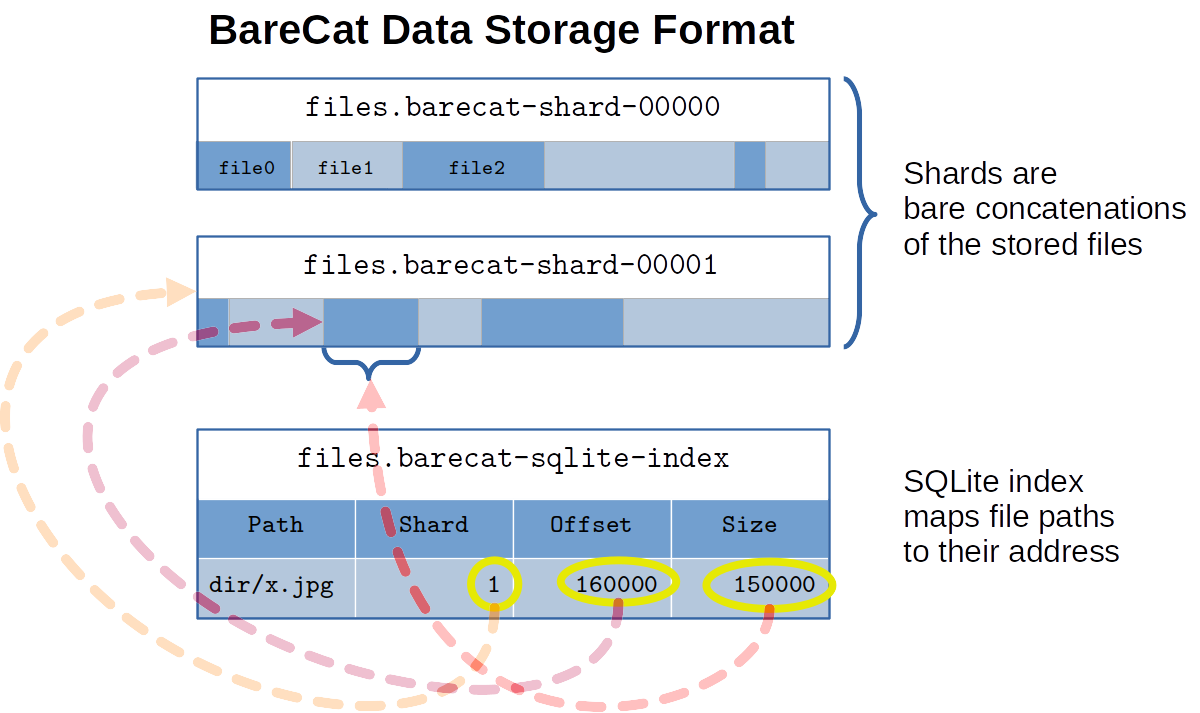 BareCat Data Storage Format
files.barecat-shard-00000
file0 file1 file2
Shards are
bare concatenations
of the stored files
files.barecat-shard-00001
files.barecat-sqlite-index
Path Shard Offset Size
dir/x.jpg 1 160000 150000
SQLite index
maps file paths
to their address